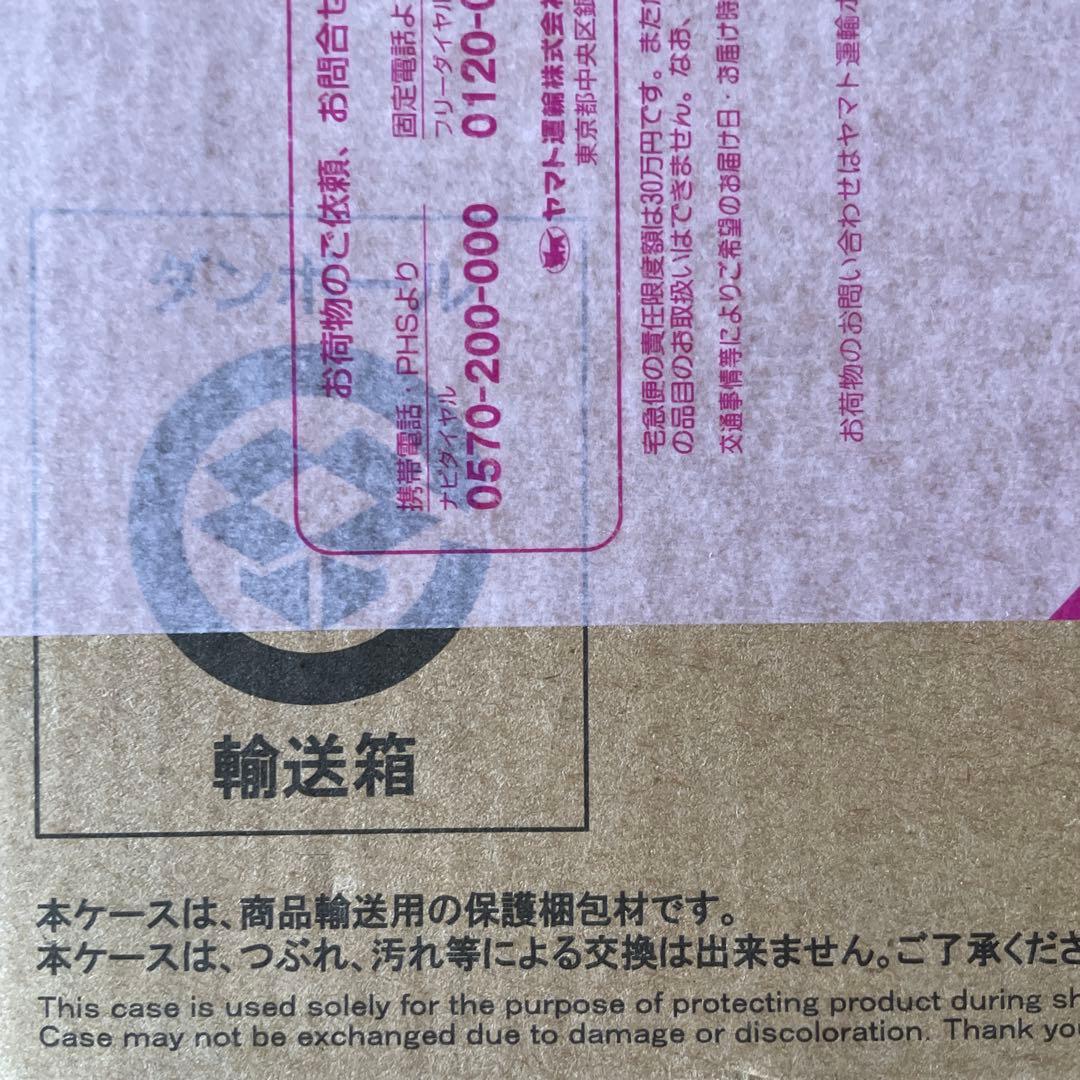 お荷物のご依頼、お問合せ
固定電話よ
フリーダイヤル
0120-0
携帯電話・PHSより
ナビダイヤル
0570-200-000
ヤマト運輸株式会社
東京都中央区銀
宅急便の責任限度額は30万円です。また
の品目のお取扱いはできません。なお、
交通事情等によりご希望のお届け日・お届け時
お荷物のお問い合わせはヤマト運輸ホ
ダンボール
輸送箱
本ケースは、商品輸送用の保護梱包材です。
本ケースは、つぶれ、汚れ等による交換は出来ません。ご了承くださ
This case is used solely for the purpose of protecting product during sh
Case may not be exchanged due to damage or discoloration. Thank you